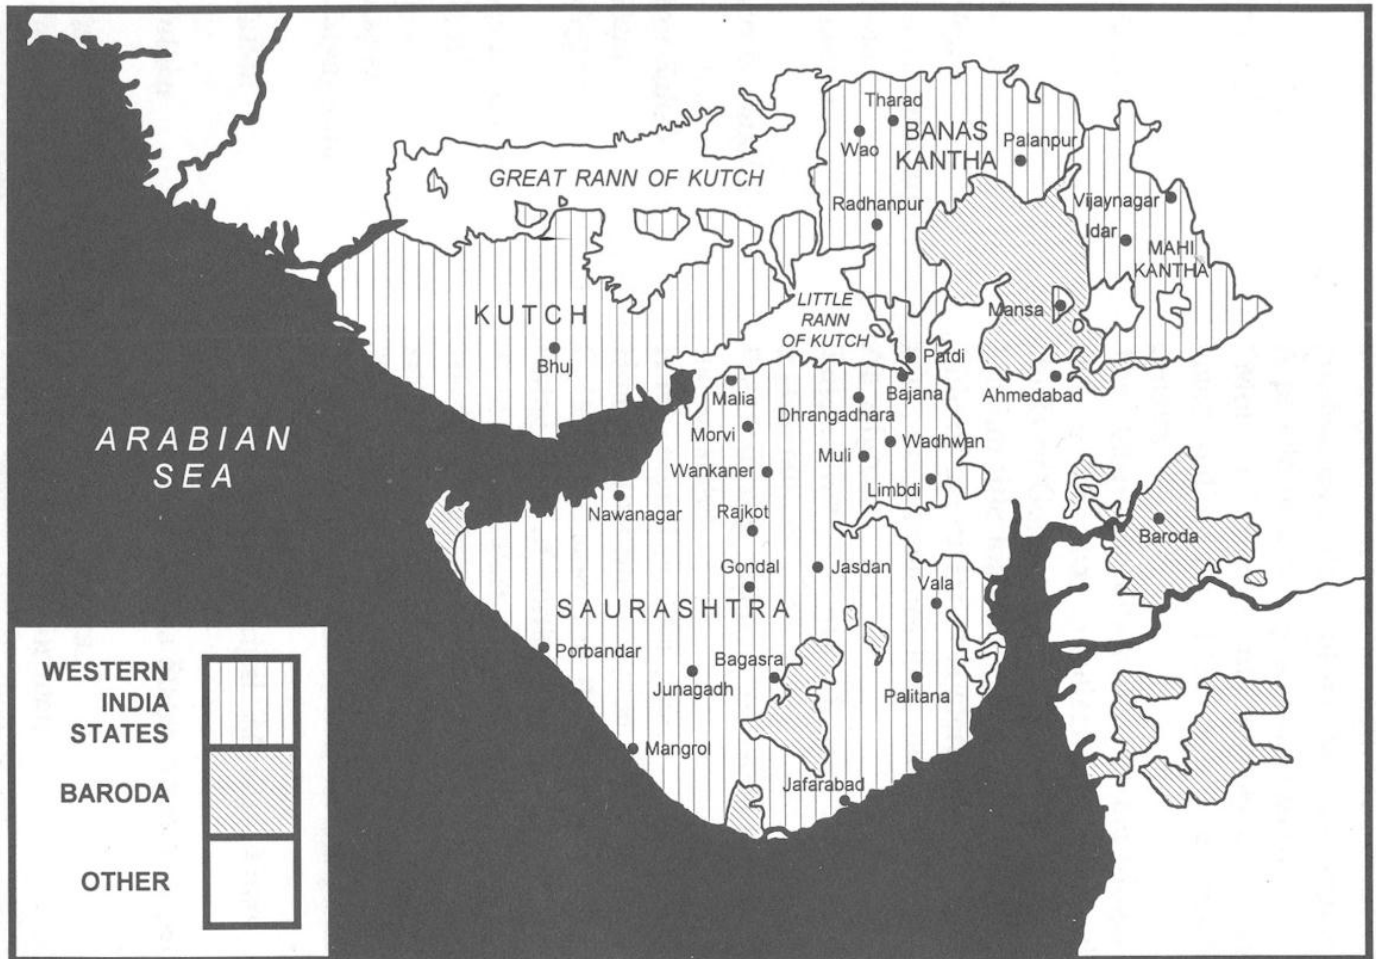 Tharad
BANAS
KANTHA
Wao
Palanpur
GREAT RANN OF KUTCH
Radhanpur
Vijaynagar
Idar
MAHI
KANTHA
LITTLE
RANN
OF KUTCH
Mansa
KUTCH
Bhuj
Patdi
Bajana
Ahmedabad
Malia
Dhrangadhara
Morvi
Wadhwan
Muli
ARABIAN
SEA
Wankaner
Limbdi
Nawanagar
Rajkot
Baroda
Gondal
Jasdan
Vala
SAURASHTRA
Porbandar
Bagasra
Junagadh
Palitana
Mangrol
Jafarabad
WESTERN
INDIA
STATES
BARODA
OTHER